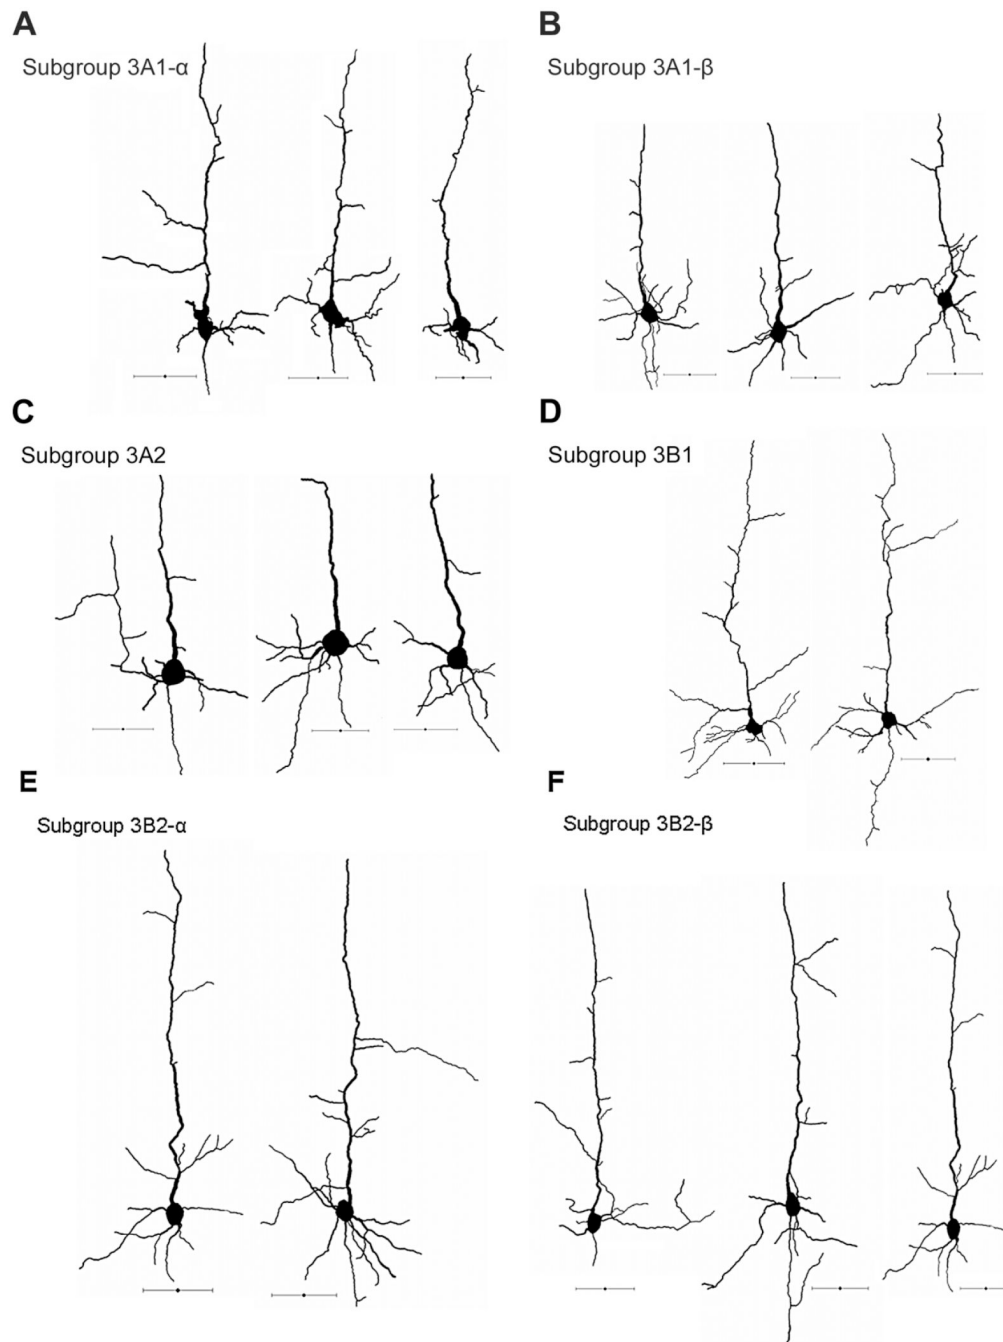 A
Subgroup 3A1-α
B
Subgroup 3A1-β
C
Subgroup 3A2
D
Subgroup 3B1
E
Subgroup 3B2-α
F
Subgroup 3B2-β